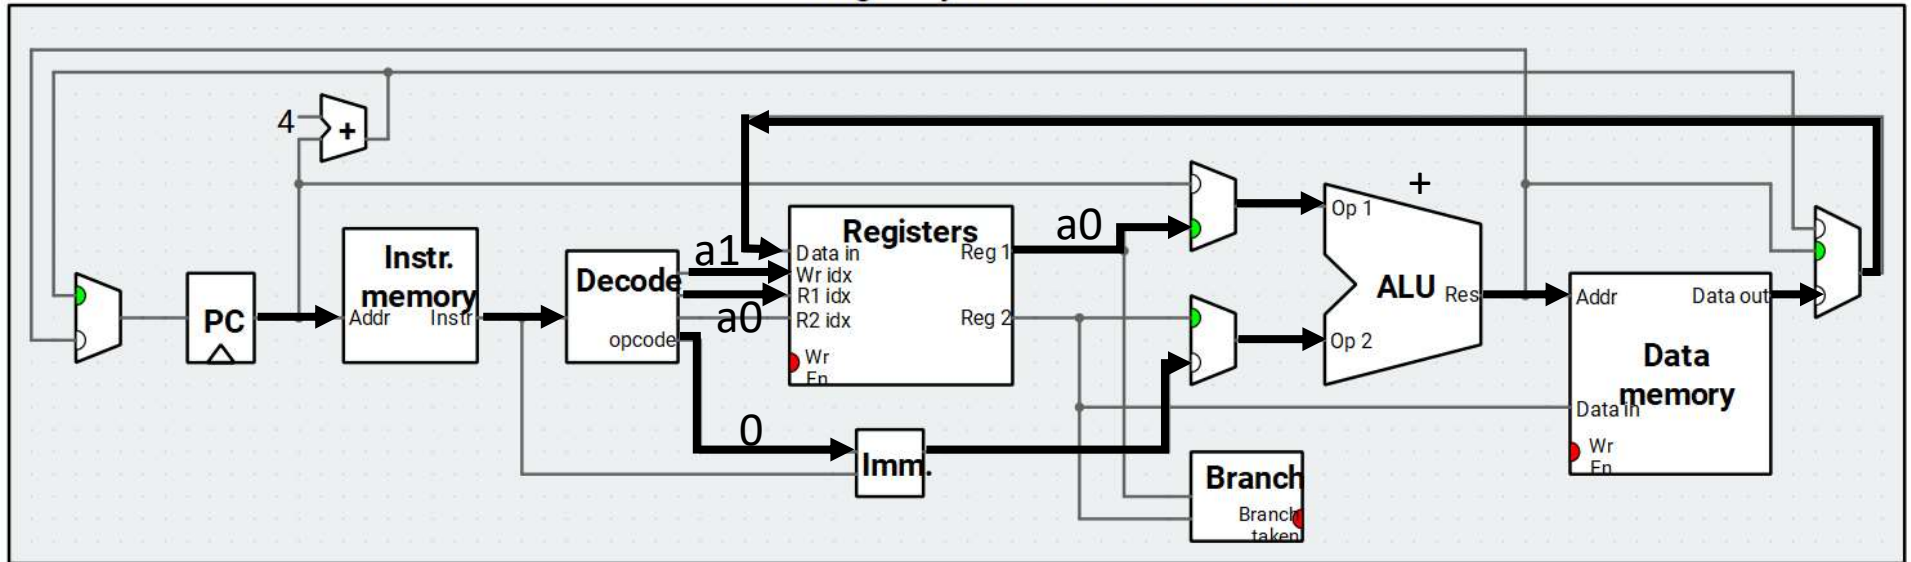 4
+
+
Registers
a0
Op 1
Instr.
memory
Addr
Instr
Decode
opcode
a1
a0
Data in
Wr idx
R1 idx
R2 idx
Wr
En
Reg 1
Reg 2
ALU
Res
Op 2
PC
Addr
Data out
Data
memory
Data in
Wr
En
0
Imm.
Branch
Branch
taken